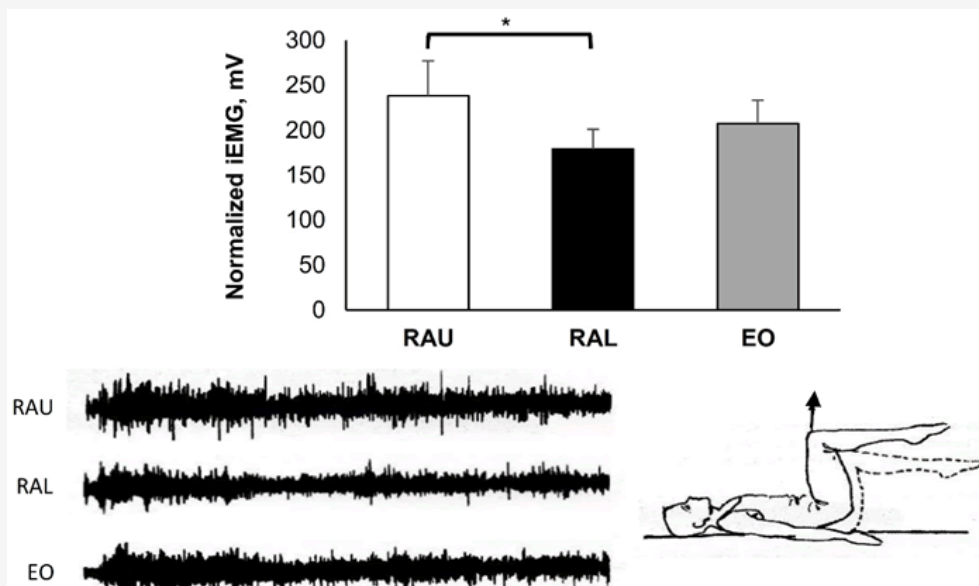 *
300
250
200
150
100
50
0
Normalized iEMG, mV
RAU RAL EO
RAU
RAL
EO